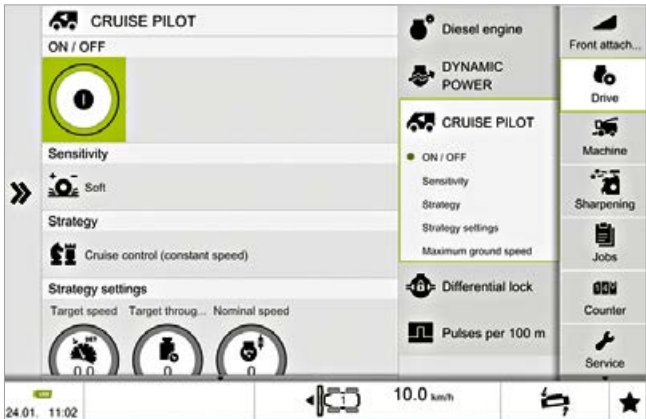 CRUISE PILOT
ON / OFF
Sensitivity
Soft
Strategy
Cruise control (constant speed)
Strategy settings
Target speed
Target throug...
Nominal speed
SET
0.0
0
0
Diesel engine
DYNAMIC
POWER
CRUISE PILOT
ON / OFF
Sensitivity
Strategy
Strategy settings
Maximum ground speed
Differential lock
Pulses per 100 m
Front attach...
Drive
Machine
Sharpening
Jobs
Counter
Service
24.01. 11:02
1
10.0 km/h